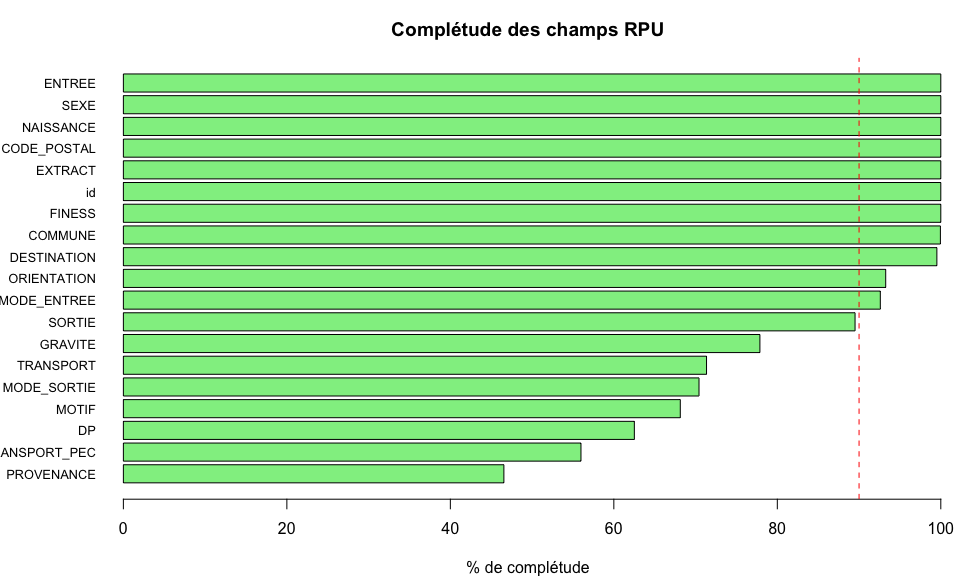 Complétude des champs RPU
ENTREE
SEXE
NAISSANCE
CODE_POSTAL
EXTRACT
id
FINESS
COMMUNE
DESTINATION
ORIENTATION
MODE_ENTREE
SORTIE
GRAVITE
TRANSPORT
MODE_SORTIE
MOTIF
DP
ANSPORT_PEC
PROVENANCE
0 20 40 60 80 100
% de complétude